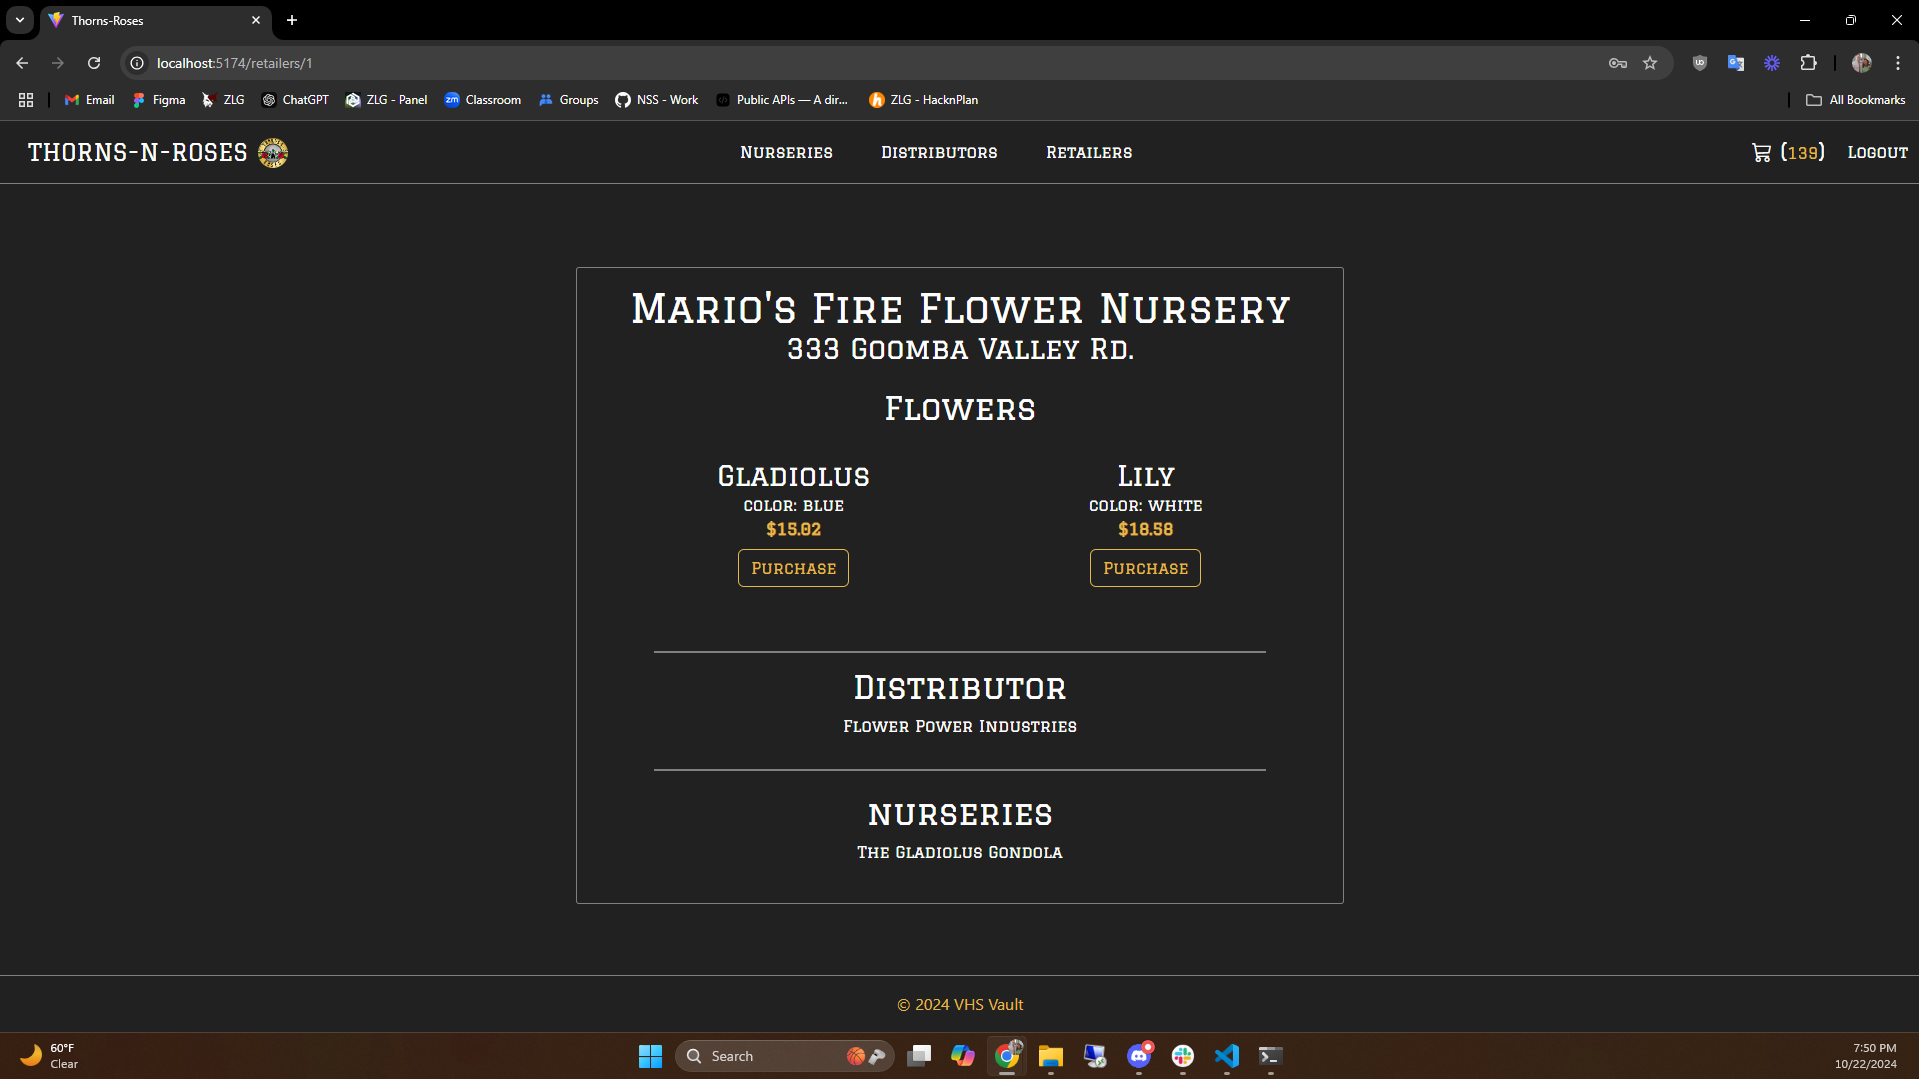 Thorns-Roses
localhost:5174/retailers/1
Email
Figma
ZLG
ChatGPT
ZLG - Panel
zm
Classroom
Groups
NSS - Work
Public APIs — A dir...
ZLG - HacknPlan
All Bookmarks
THORNS-N-ROSES
Nurseries
Distributors
Retailers
(139)
Logout
Mario's Fire Flower Nursery
333 Goomba Valley Rd.
Flowers
Gladiolus
color: blue
$15.02
Purchase
Lily
color: white
$18.58
Purchase
Distributor
Flower Power Industries
nurseries
The Gladiolus Gondola
© 2024 VHS Vault
60°F
Clear
Search
7:50 PM
10/22/2024